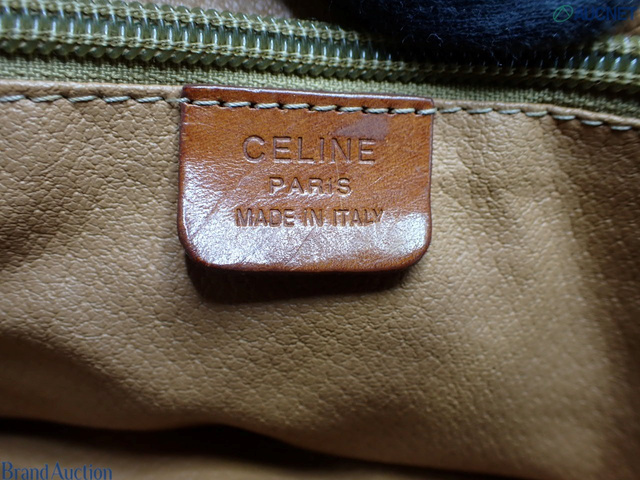 CELINE
PARIS
MADE IN ITALY
Brand Auction